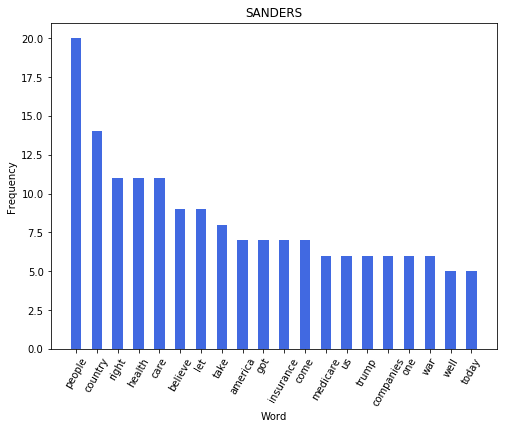 SANDERS
20.0
17.5
15.0
12.5
10.0
7.5
5.0
2.5
0.0
Frequency
people
country
right
health
care
believe
let
take
america
got
insurance
come
medicare
us
trump
companies
one
war
well
today
Word